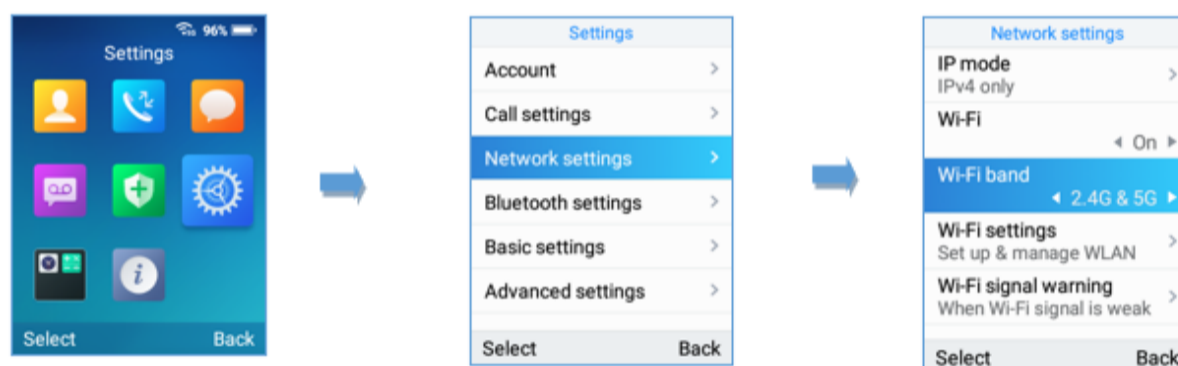 96%
Settings
Select Back
Settings
Account
Call settings
Network settings
Bluetooth settings
Basic settings
Advanced settings
Select Back
Network settings
IP mode
IPv4 only
Wi-Fi
On
Wi-Fi band
2.4G & 5G
Wi-Fi settings
Set up & manage WLAN
Wi-Fi signal warning
When Wi-Fi signal is weak
Select Back